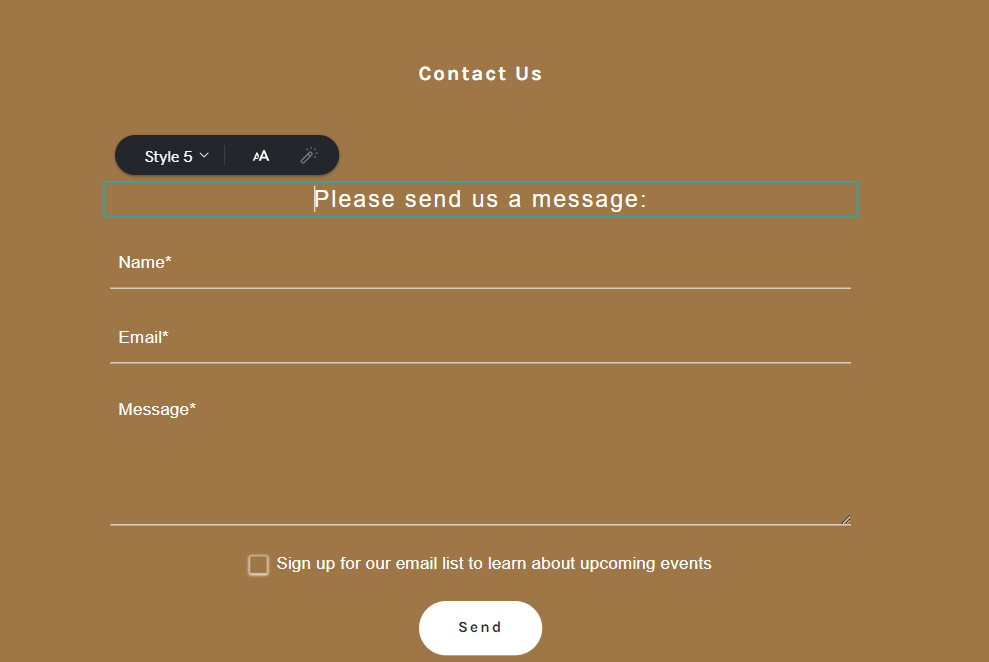 Contact Us
Style 5
AA
Please send us a message:
Name*
Email*
Message*
Sign up for our email list to learn about upcoming events
Send